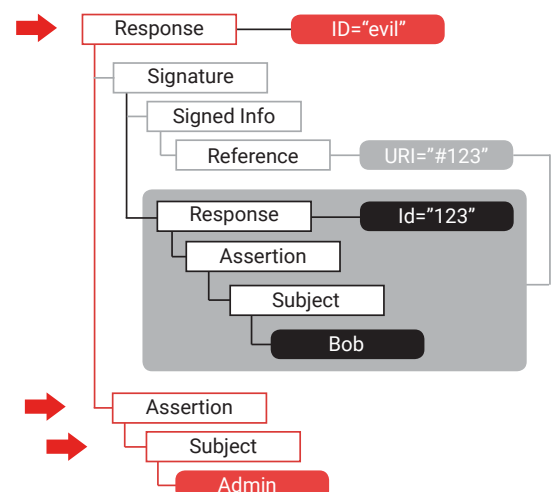 Response ID="evil”
Signature
Signed Info
Reference URI=”#123”
Response Id=”123”
Assertion
Subject
Bob
Assertion
Subject
Admin